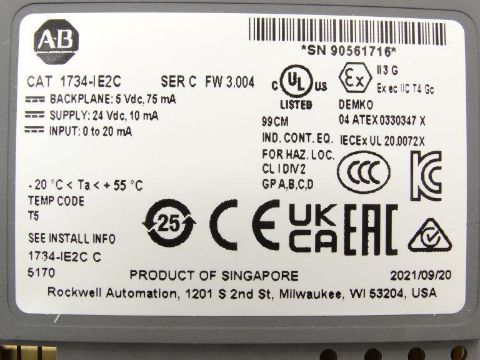 AB
*SN 90561716*
CAT 1734-IE2C SER C FW 3.004
BACKPLANE: 5 Vdc, 75 mA
SUPPLY: 24 Vdc, 10 mA
INPUT: 0 to 20 mA
C UL US
LISTED
99CM
IND. CONT. EQ.
FOR HAZ. LOC.
CL I DIV 2
GP A,B,C,D
Ex II 3 G
Ex ec IIC T4 Gc
DEMKO
04 ATEX 0330347 X
IECEx UL 20.0072X
-20 °C < Ta < +55 °C
TEMP CODE
T5
CCC
25
CE
UK
CA
EAC
SEE INSTALL INFO
1734-IE2C C
5170
PRODUCT OF SINGAPORE
2021/09/20
Rockwell Automation, 1201 S 2nd St, Milwaukee, WI 53204, USA